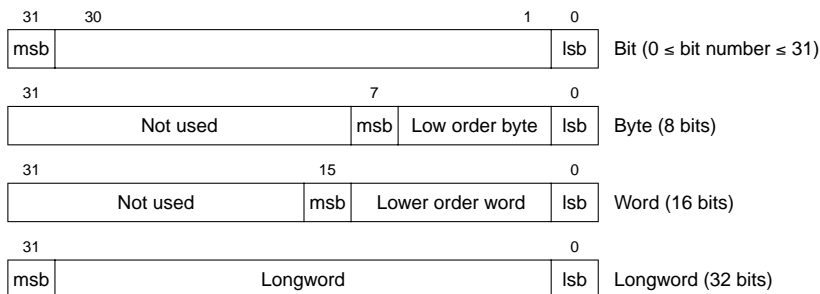 31 30 1 0
msb lsb Bit (0 ≤ bit number ≤ 31)
31 7 0
Not used msb Low order byte lsb Byte (8 bits)
31 15 0
Not used msb Lower order word lsb Word (16 bits)
31 0
msb Longword lsb Longword (32 bits)